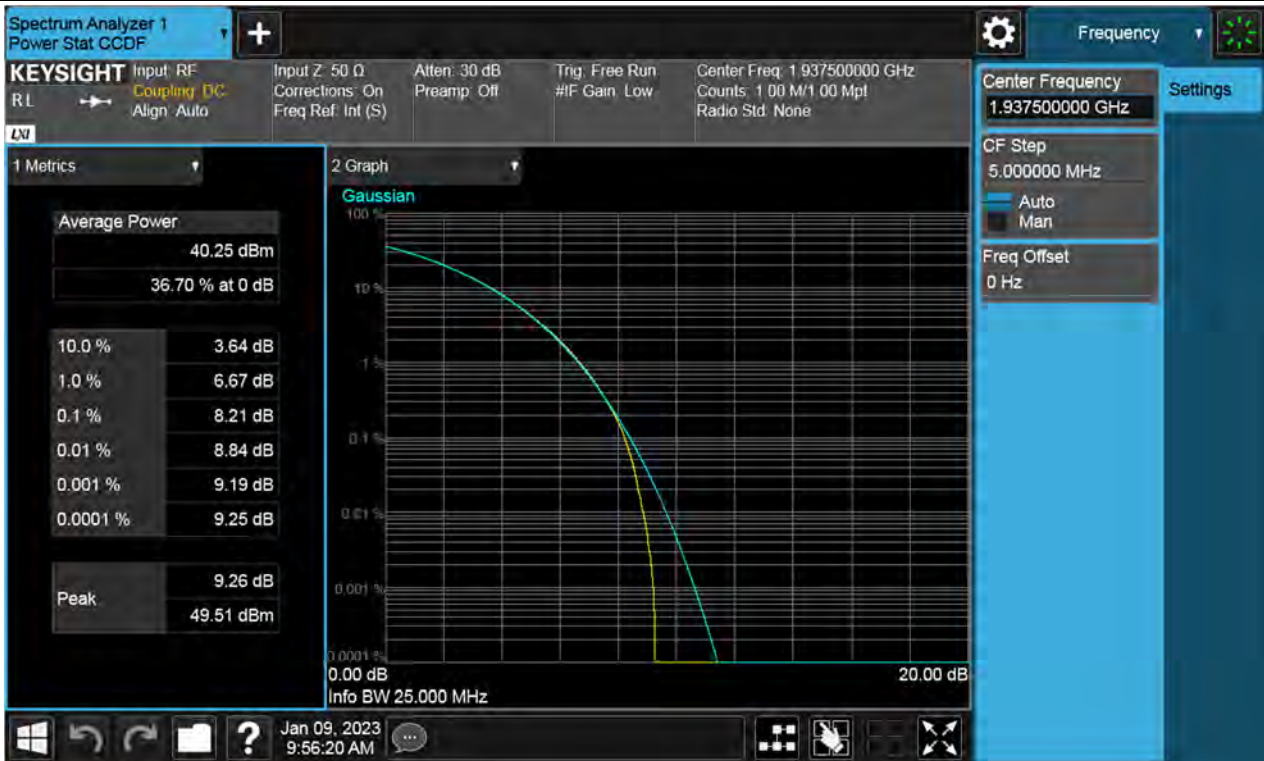 Spectrum Analyzer 1
Power Stat CCDF
+
Frequency
KEYSIGHT
RL
LXI
Input: RF
Coupling: DC
Align: Auto
Input Z: 50 Ω
Corrections: On
Freq Ref: Int (S)
Atten: 30 dB
Preamp: Off
Trig: Free Run
#IF Gain: Low
Center Freq: 1.937500000 GHz
Counts: 1.00 M/1.00 Mpt
Radio Std: None
Center Frequency
1.937500000 GHz
Settings
CF Step
5.000000 MHz
Auto
Man
Freq Offset
0 Hz
1 Metrics
Average Power
40.25 dBm
36.70 % at 0 dB
10.0 % 3.64 dB
1.0 % 6.67 dB
0.1 % 8.21 dB
0.01 % 8.84 dB
0.001 % 9.19 dB
0.0001 % 9.25 dB
Peak
9.26 dB
49.51 dBm
2 Graph
Gaussian
100 %
10 %
1 %
0.1 %
0.01 %
0.001 %
0.0001 %
0.00 dB 20.00 dB
Info BW 25.000 MHz
?
Jan 09, 2023
9:56:20 AM